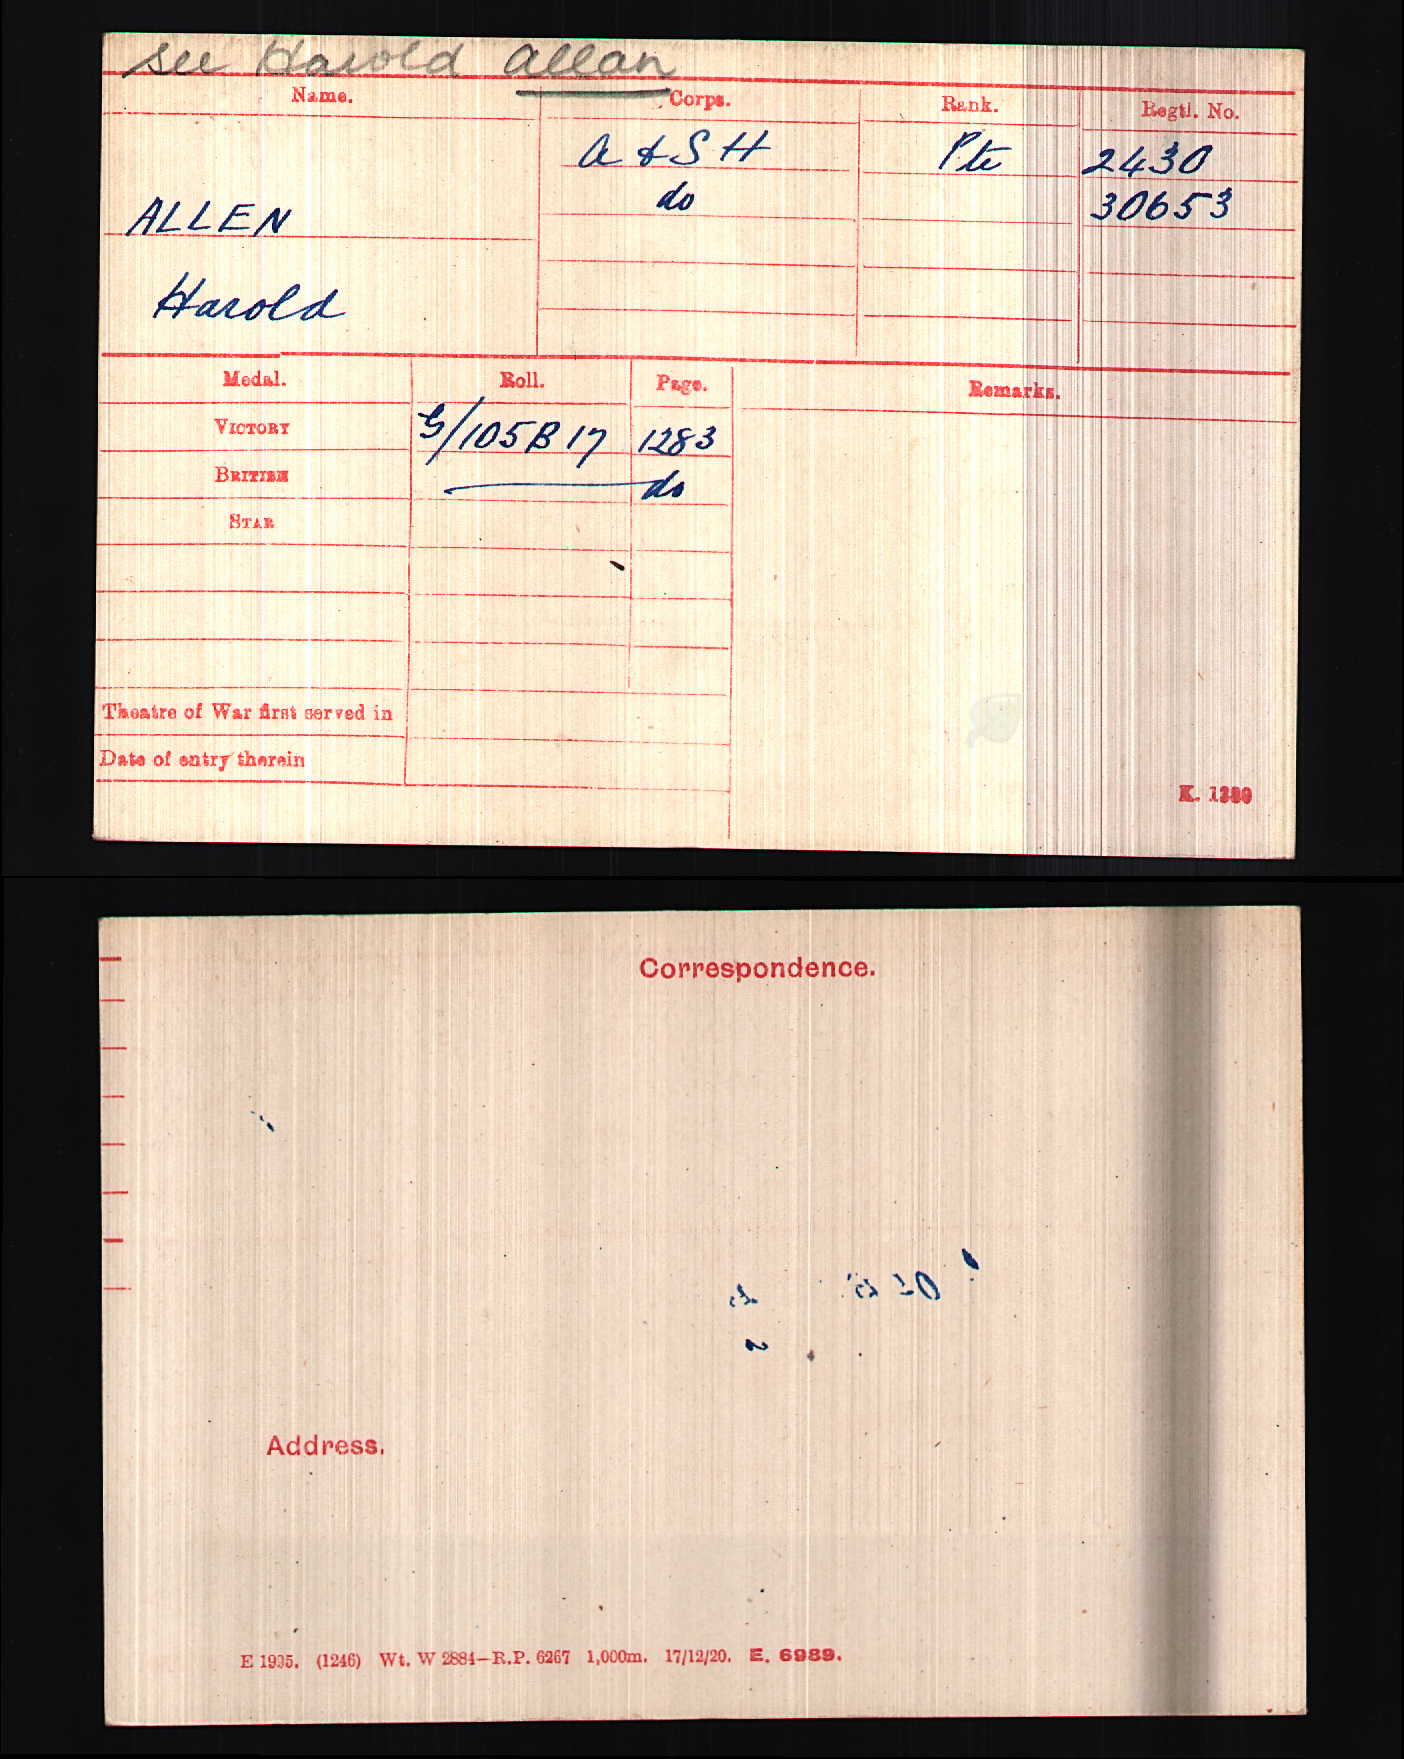 see Harold Allan
Name. Corps. Rank. Regtl. No.
A & S H Pte 2430
do 30653
ALLEN
Harold
Medal. Roll. Page. Remarks.
VICTORY G/105B17 1283
BRITISH do
STAR
Theatre of War first served in
Date of entry therein
K. 1380
Correspondence.
Address.
E 1935. (1246) Wt. W 2884—R.P. 6267 1,000m. 17/12/20. E. 6989.